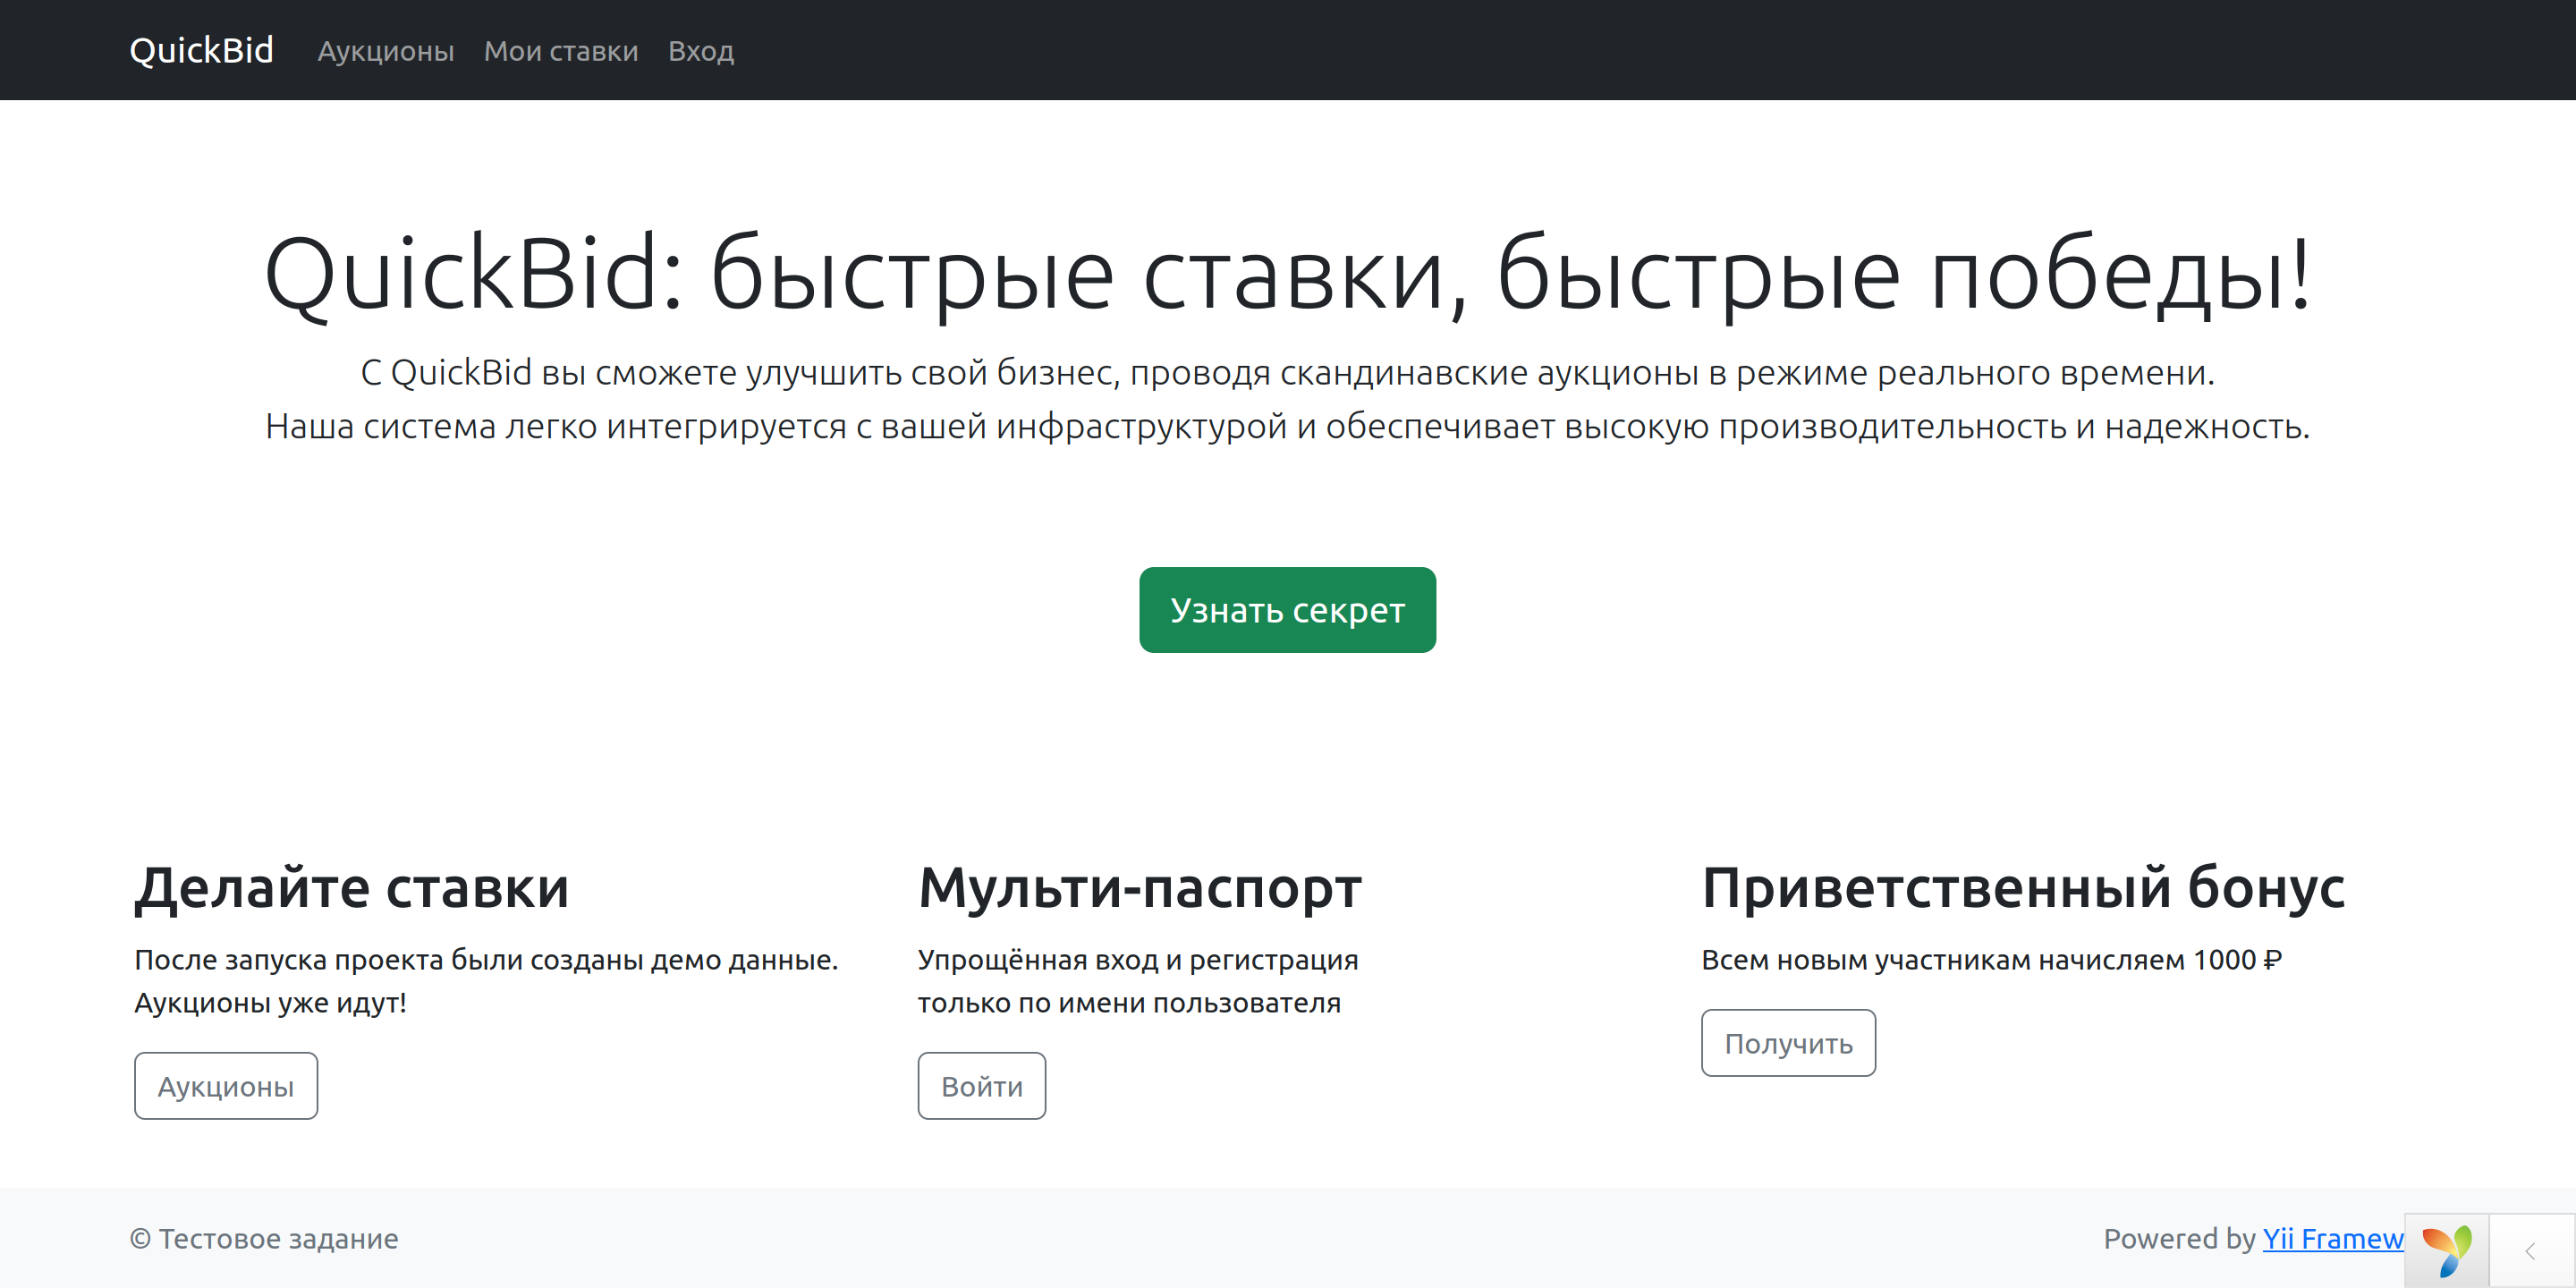 QuickBid Аукционы Мои ставки Вход
QuickBid: быстрые ставки, быстрые победы!
С QuickBid вы сможете улучшить свой бизнес, проводя скандинавские аукционы в режиме реального времени.
Наша система легко интегрируется с вашей инфраструктурой и обеспечивает высокую производительность и надежность.
Узнать секрет
Делайте ставки
После запуска проекта были созданы демо данные.
Аукционы уже идут!
Аукционы
Мульти-паспорт
Упрощённая вход и регистрация
только по имени пользователя
Войти
Приветственный бонус
Всем новым участникам начисляем 1000 ₽
Получить
© Тестовое задание
Powered by Yii Framew